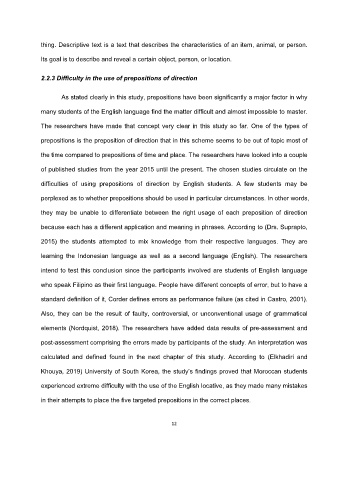 thing. Descriptive text is a text that describes the characteristics of an item, animal, or person.
Its goal is to describe and reveal a certain object, person, or location.
2.2.3 Difficulty in the use of prepositions of direction
As stated clearly in this study, prepositions have been significantly a major factor in why
many students of the English language find the matter difficult and almost impossible to master.
The researchers have made that concept very clear in this study so far. One of the types of
prepositions is the preposition of direction that in this scheme seems to be out of topic most of
the time compared to prepositions of time and place. The researchers have looked into a couple
of published studies from the year 2015 until the present. The chosen studies circulate on the
difficulties of using prepositions of direction by English students. A few students may be
perplexed as to whether prepositions should be used in particular circumstances. In other words,
they may be unable to differentiate between the right usage of each preposition of direction
because each has a different application and meaning in phrases. According to (Drs. Suprapto,
2015) the students attempted to mix knowledge from their respective languages. They are
learning the Indonesian language as well as a second language (English). The researchers
intend to test this conclusion since the participants involved are students of English language
who speak Filipino as their first language. People have different concepts of error, but to have a
standard definition of it, Corder defines errors as performance failure (as cited in Castro, 2001).
Also, they can be the result of faulty, controversial, or unconventional usage of grammatical
elements (Nordquist, 2018). The researchers have added data results of pre-assessment and
post-assessment comprising the errors made by participants of the study. An interpretation was
calculated and defined found in the next chapter of this study. According to (Elkhadiri and
Khouya, 2019) University of South Korea, the study's findings proved that Moroccan students
experienced extreme difficulty with the use of the English locative, as they made many mistakes
in their attempts to place the five targeted prepositions in the correct places.